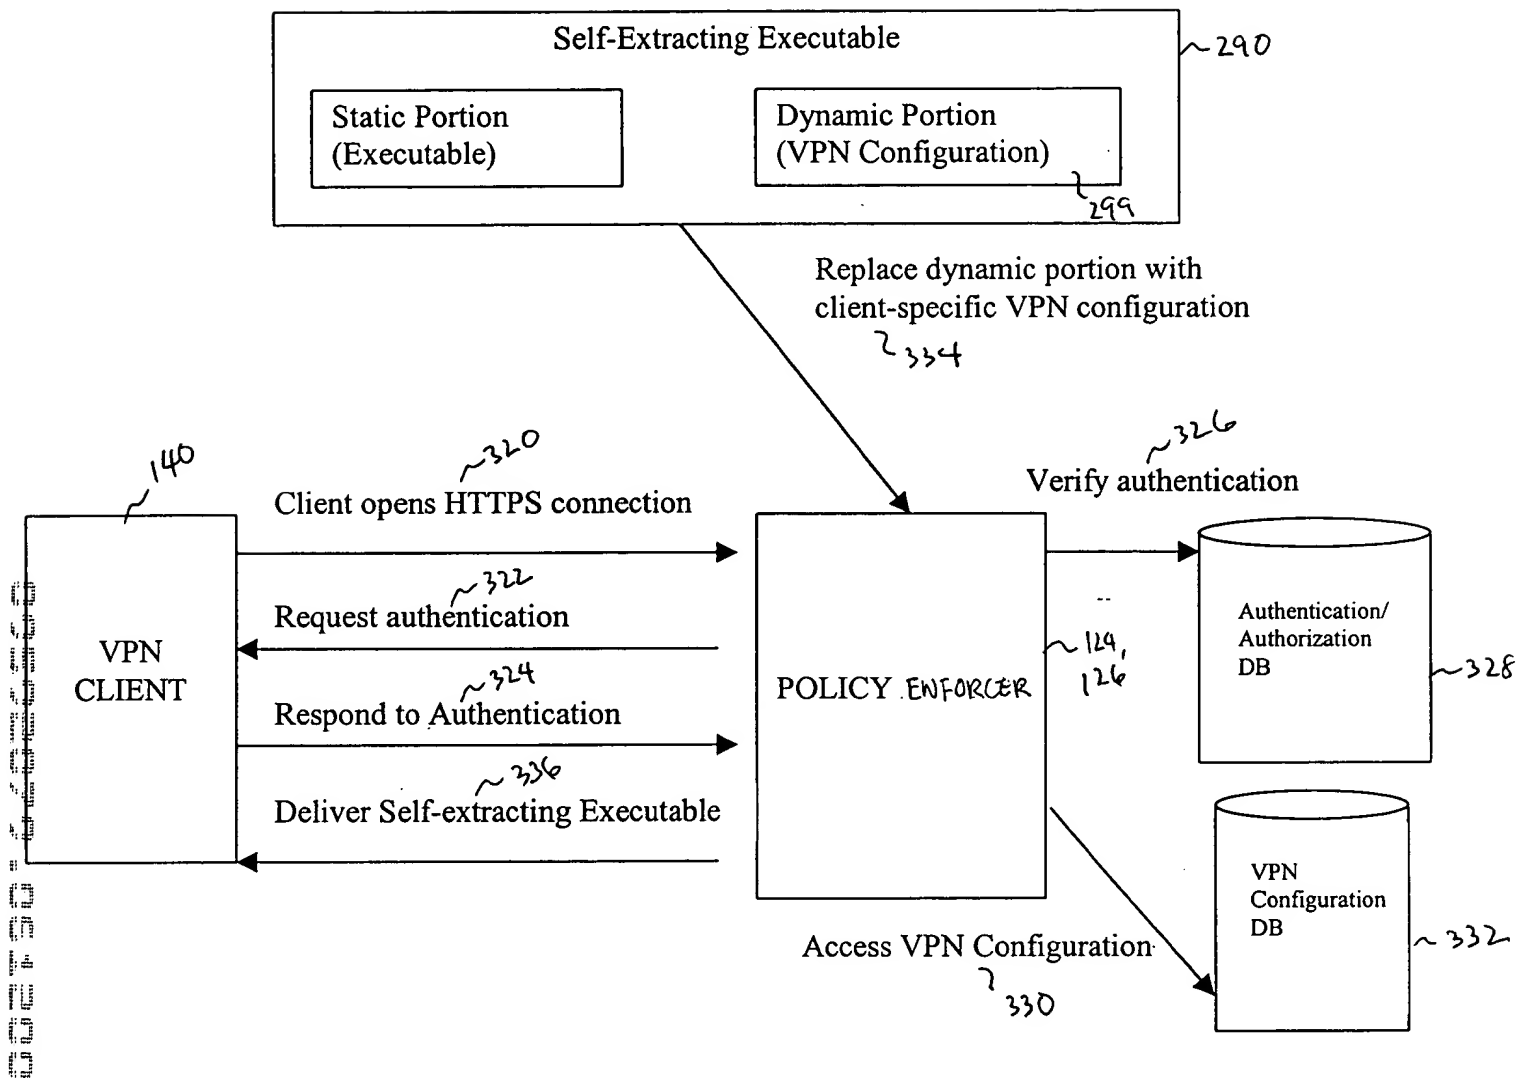 Self-Extracting Executable
290
Static Portion
(Executable)
Dynamic Portion
(VPN Configuration)
299
Replace dynamic portion with
client-specific VPN configuration
334
326
Verify authentication
140
320
Client opens HTTPS connection
322
Request authentication
324
Respond to Authentication
336
Deliver Self-extracting Executable
VPN
CLIENT
POLICY ENFORCER
124,
126
Authentication/
Authorization
DB
328
VPN
Configuration
DB
332
Access VPN Configuration
330